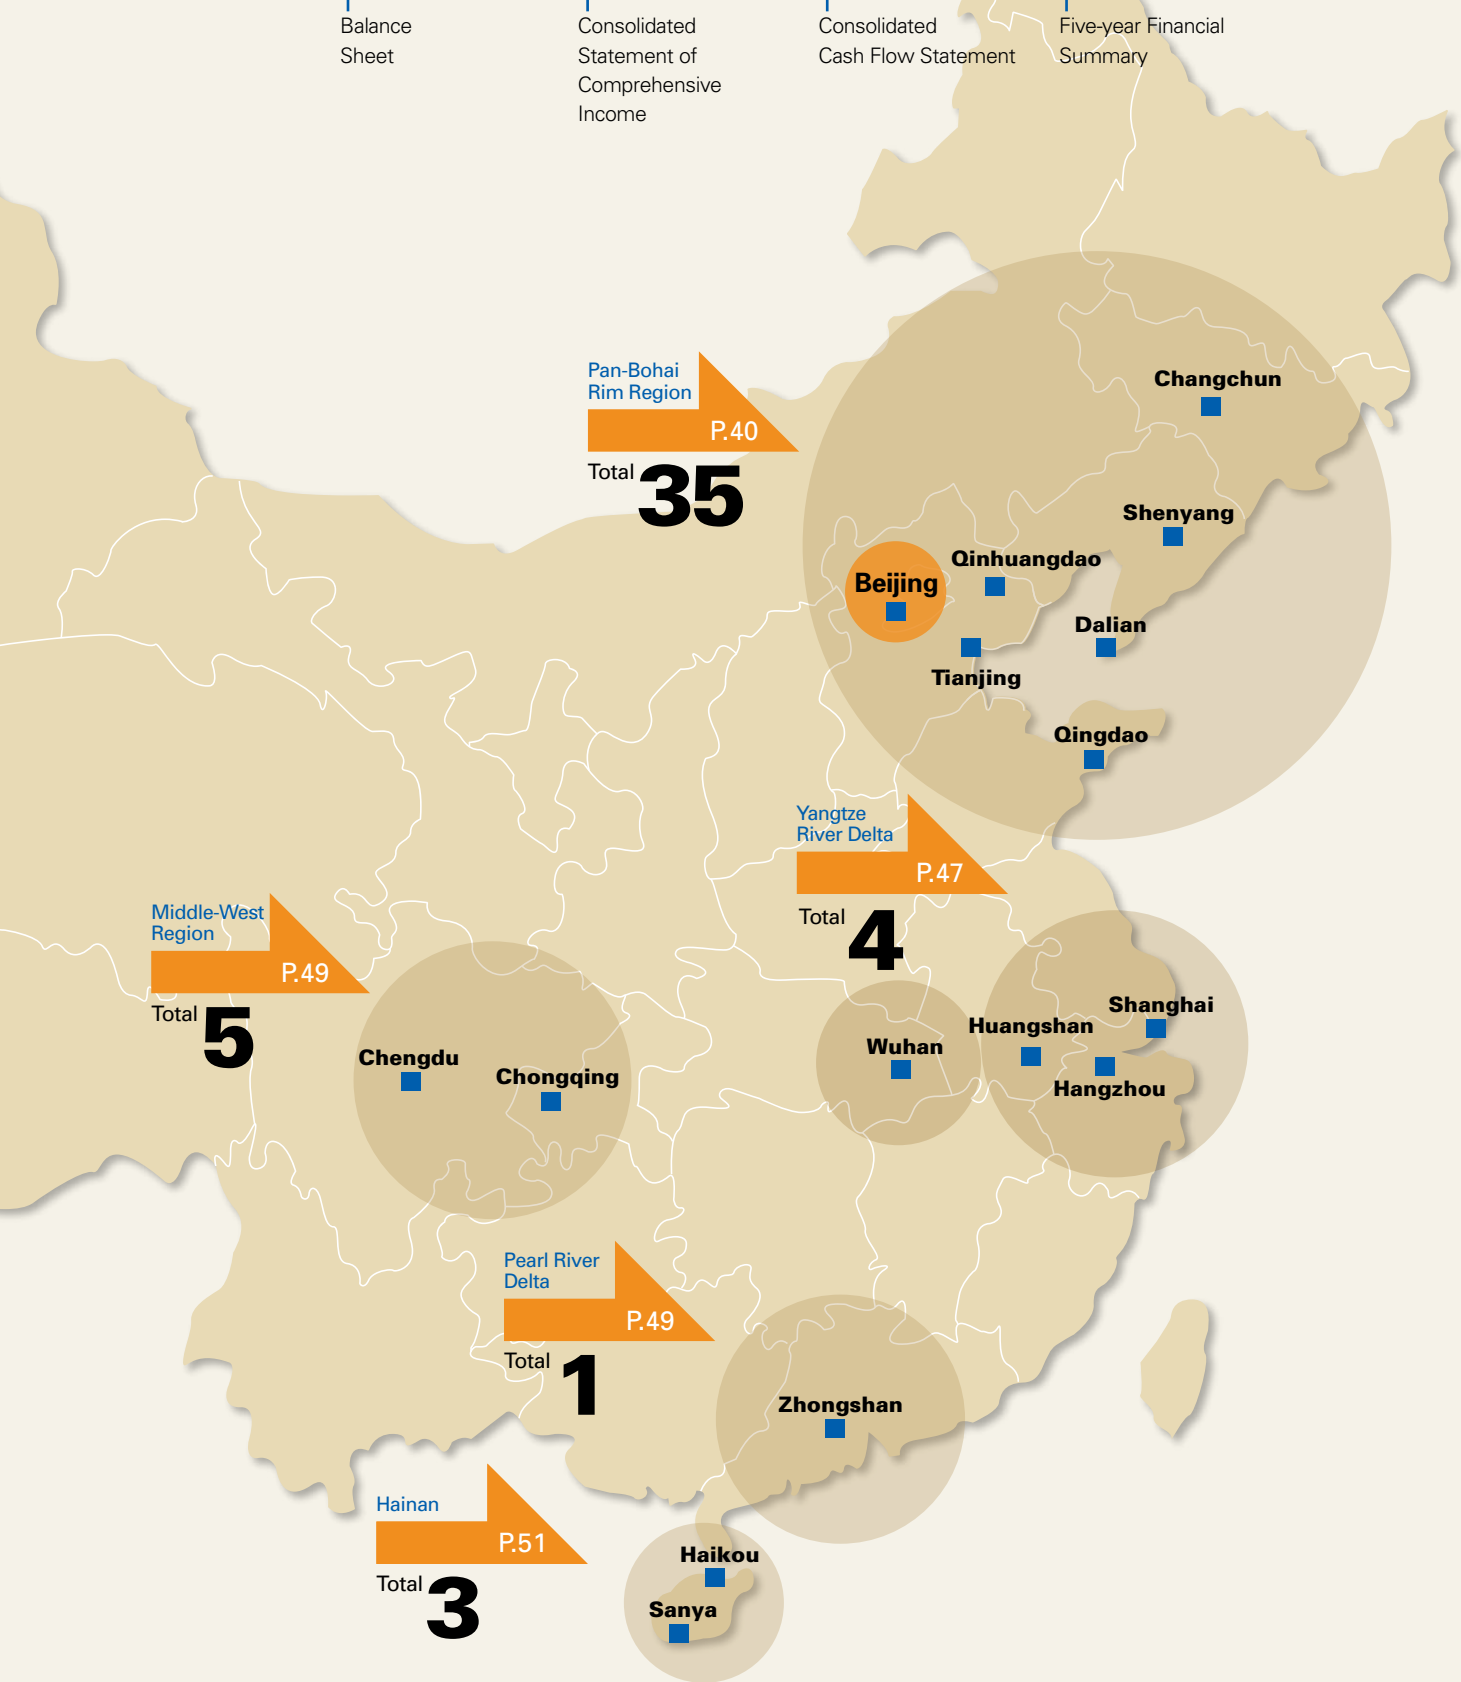 Balance
Sheet
Consolidated
Statement of
Comprehensive
Income
Consolidated
Cash Flow Statement
Five-year Financial
Summary
Pan-Bohai
Rim Region
P.40
Total 35
Changchun
Shenyang
Qinhuangdao
Beijing
Dalian
Tianjing
Qingdao
Yangtze
River Delta
P.47
Total 4
Middle-West
Region
P.49
Total 5
Shanghai
Huangshan
Wuhan
Hangzhou
Chengdu
Chongqing
Pearl River
Delta
P.49
Total 1
Zhongshan
Hainan
P.51
Total 3
Haikou
Sanya